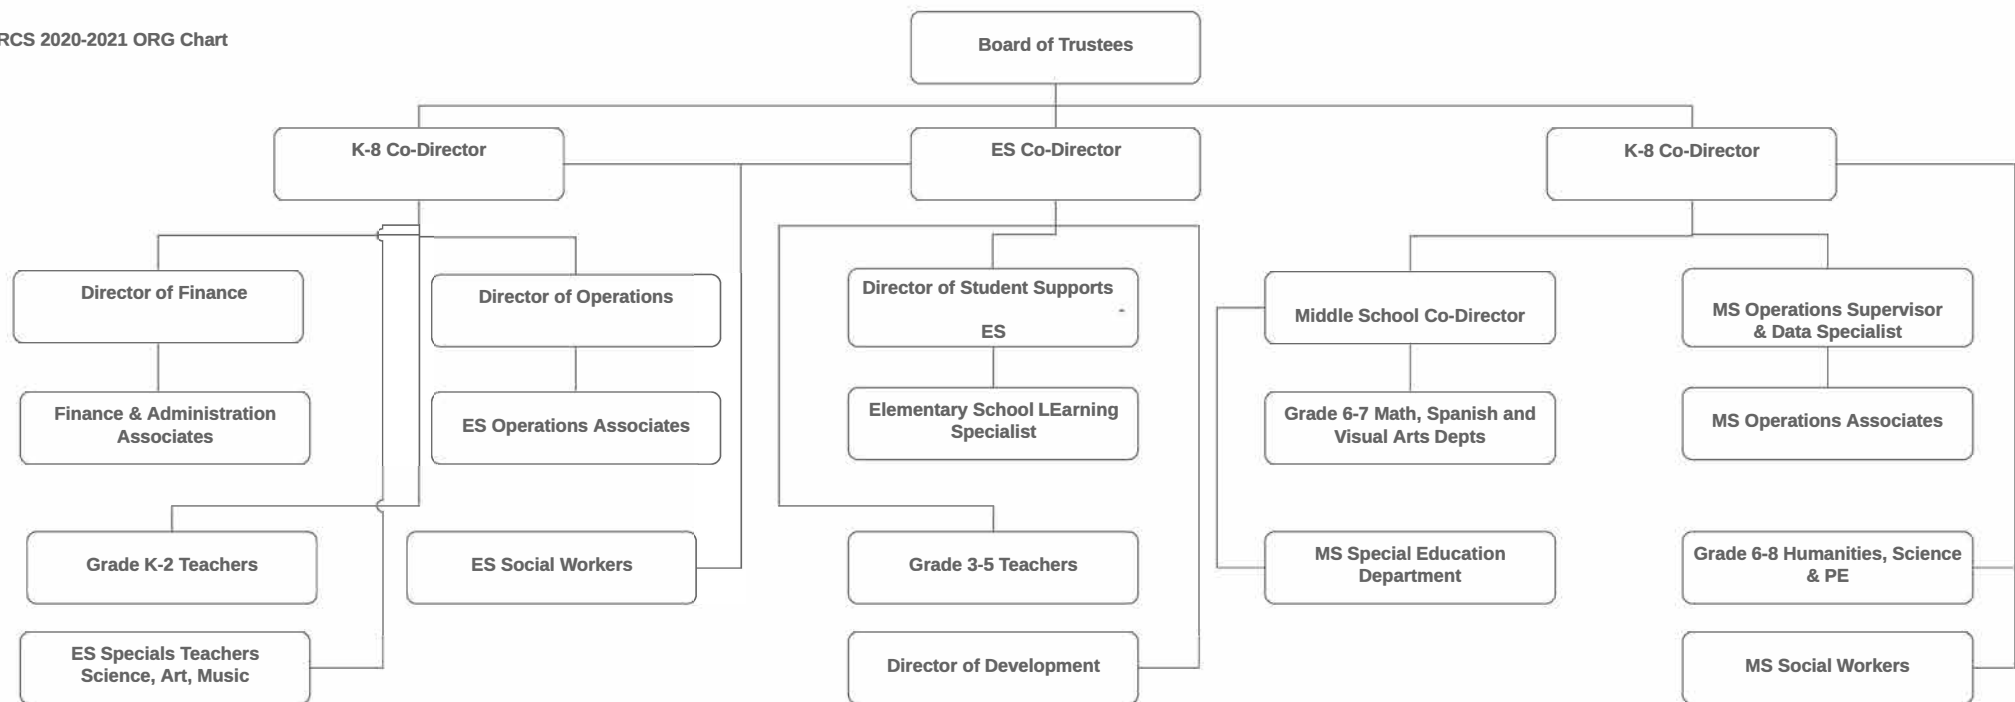 RCS 2020-2021 ORG Chart
Board of Trustees
K-8 Co-Director
ES Co-Director
K-8 Co-Director
Director of Finance
Director of Operations
Director of Student Supports
-
ES
Middle School Co-Director
MS Operations Supervisor
& Data Specialist
Finance & Administration
Associates
ES Operations Associates
Elementary School LEarning
Specialist
Grade 6-7 Math, Spanish and
Visual Arts Depts
MS Operations Associates
Grade K-2 Teachers
ES Social Workers
Grade 3-5 Teachers
MS Special Education
Department
Grade 6-8 Humanities, Science
& PE
ES Specials Teachers
Science, Art, Music
Director of Development
MS Social Workers